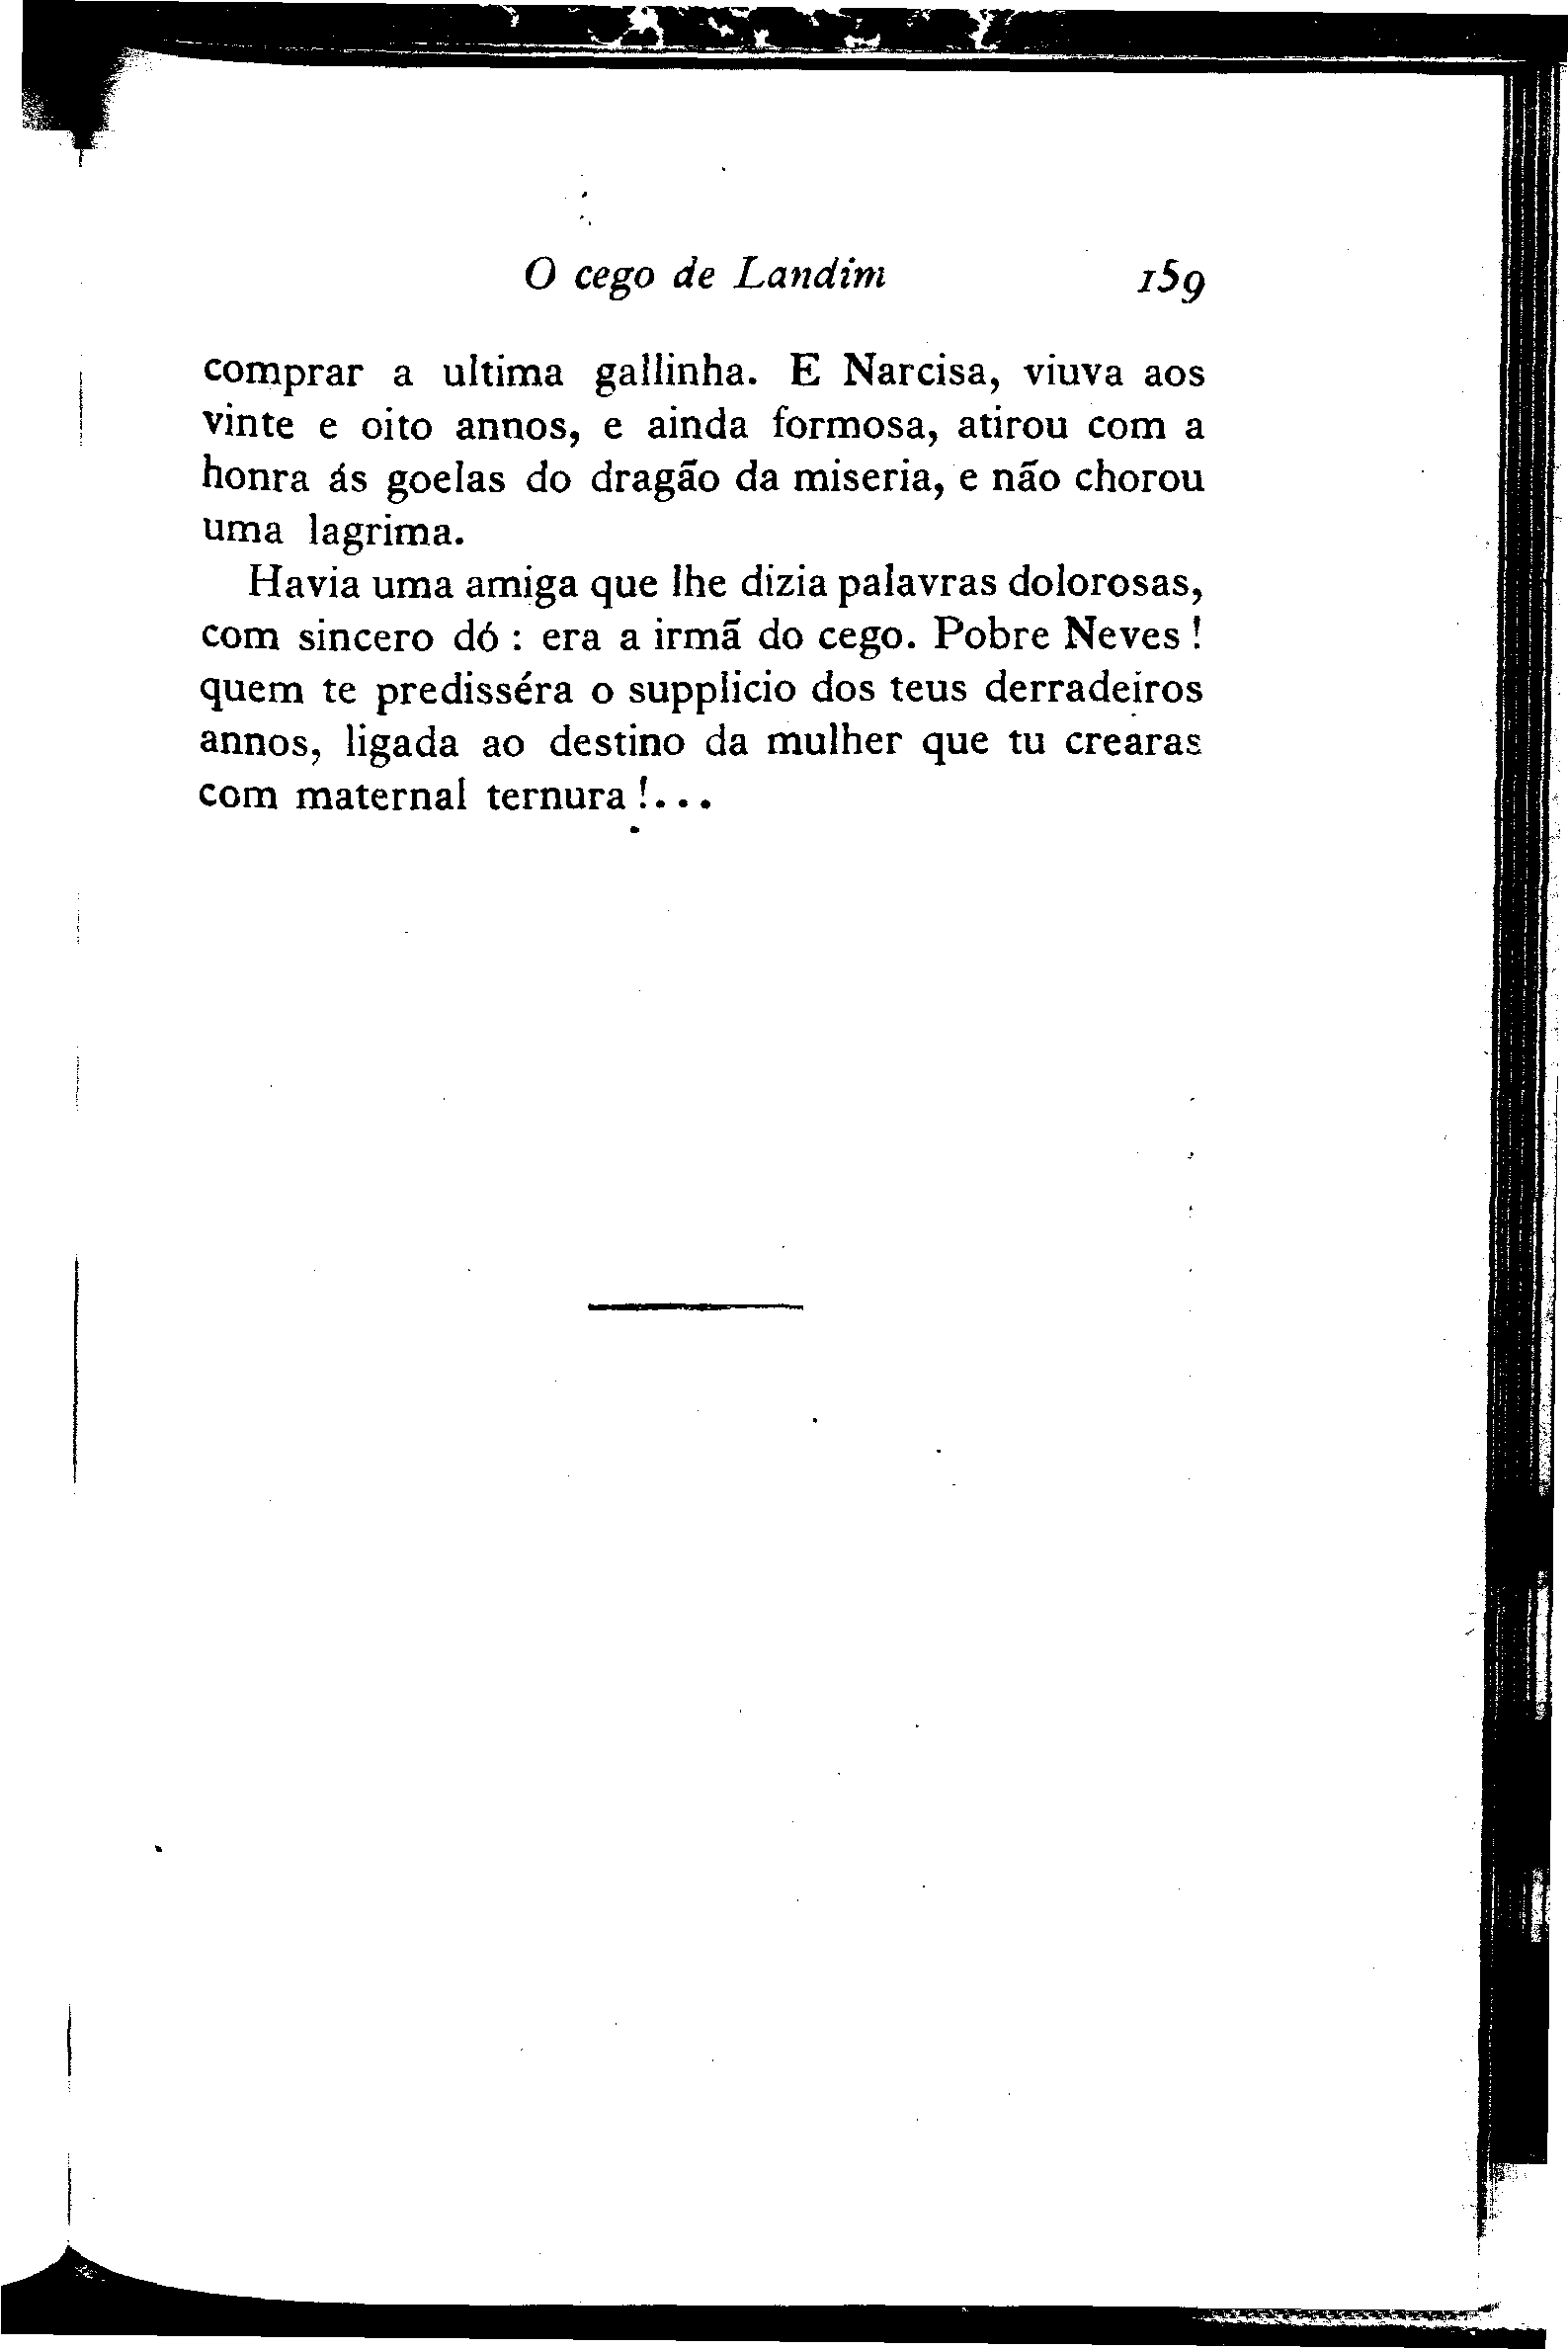 O cego de Landim 159
comprar a ultima gallinha. E Narcisa, viuva aos
vinte e oito annos, e ainda formosa, atirou com a
honra ás goelas do dragão da miseria, e não chorou
uma lagrima.
Havia uma amiga que lhe dizia palavras dolorosas,
com sincero dó : era a irmã do cego. Pobre Neves !
quem te predisséra o supplicio dos teus derradeiros
annos, ligada ao destino da mulher que tu crearas
com maternal ternura !...